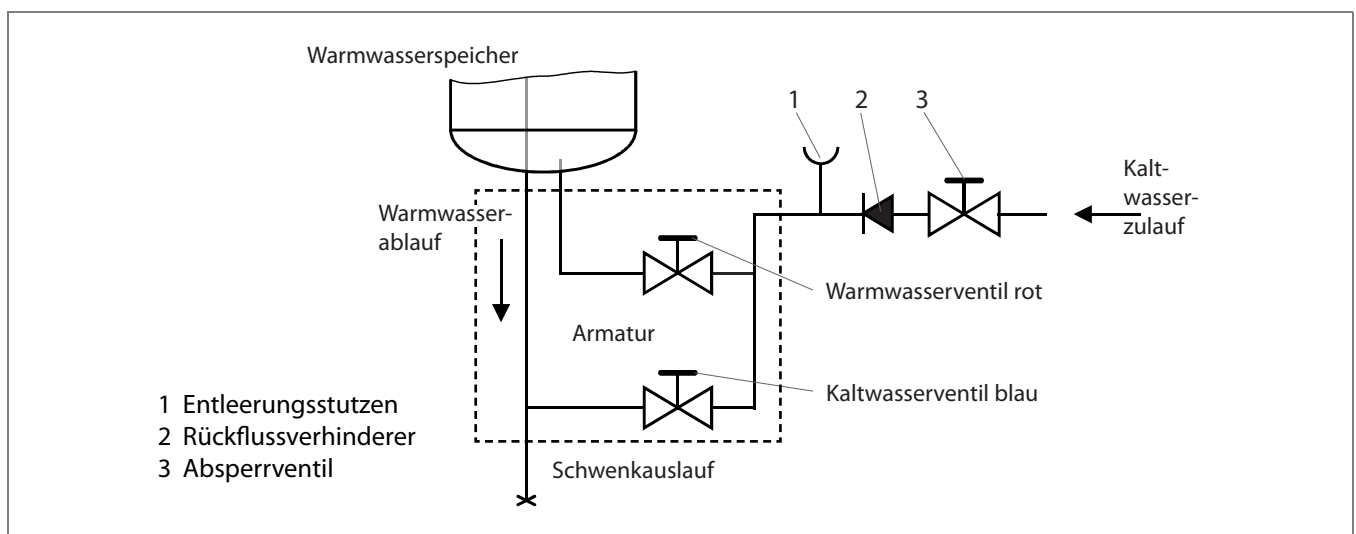 Warmwasserspeicher
1 2 3
Kalt-
wasser-
zulauf
Warmwasser-
ablauf
Warmwasserventil rot
Armatur
Kaltwasserventil blau
1 Entleerungsstutzen
2 Rückflussverhinderer
3 Absperrventil
Schwenkauslauf